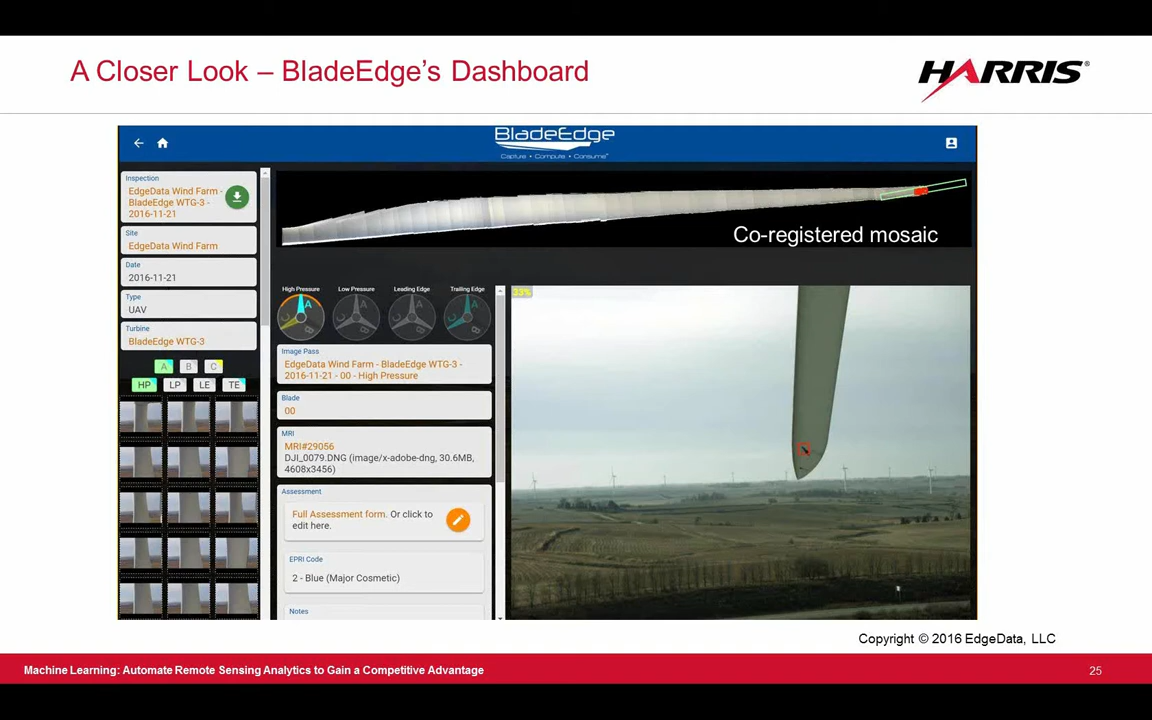 A Closer Look – BladeEdge's Dashboard
HARRIS®
BladeEdge
Capture • Compute • Consume™
Inspection
EdgeData Wind Farm -
BladeEdge WTG-3 -
2016-11-21
Site
EdgeData Wind Farm
Date
2016-11-21
Type
UAV
Turbine
BladeEdge WTG-3
A B C
HP LP LE TE
Co-registered mosaic
High Pressure Low Pressure Leading Edge Trailing Edge
33%
Image Pass
EdgeData Wind Farm - BladeEdge WTG-3 -
2016-11-21 - 00 - High Pressure
Blade
00
MRI
MRI#29056
DJI_0079.DNG (image/x-adobe-dng, 30.6MB,
4608x3456)
Assessment
Full Assessment form. Or click to
edit here.
EPRI Code
2 - Blue (Major Cosmetic)
Notes
Copyright © 2016 EdgeData, LLC
Machine Learning: Automate Remote Sensing Analytics to Gain a Competitive Advantage
25